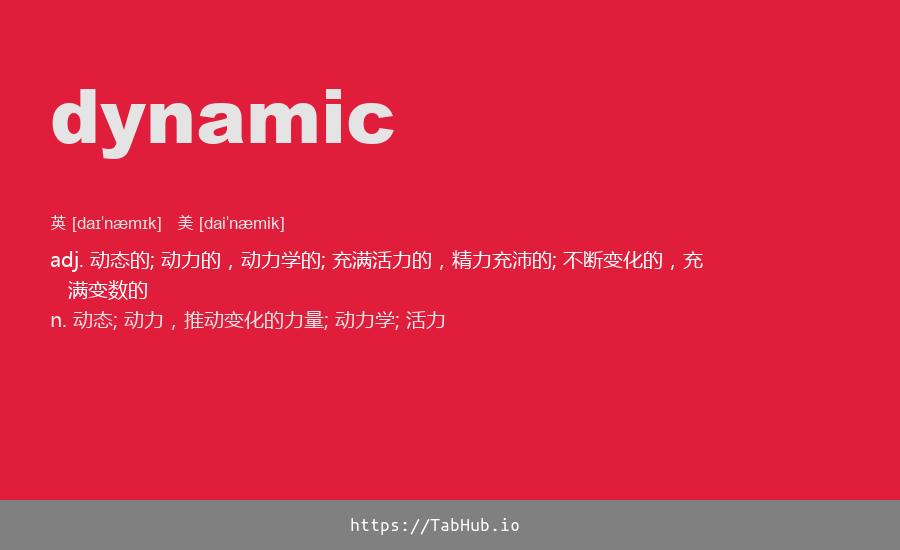 dynamic
英 [daɪˈnæmɪk] 美 [daiˈnæmik]
adj. 动态的; 动力的，动力学的; 充满活力的，精力充沛的; 不断变化的，充
满变数的
n. 动态; 动力，推动变化的力量; 动力学; 活力
https://TabHub.io